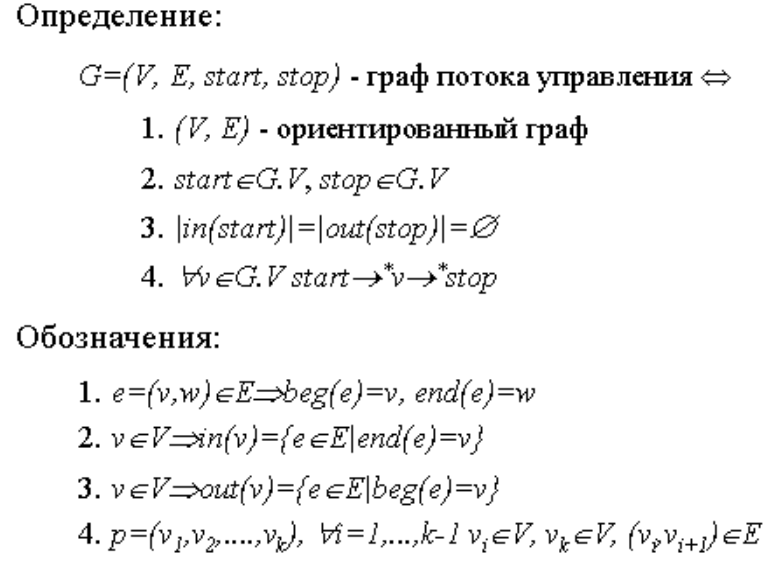 Определение:
G=(V, E, start, stop) - граф потока управления ⇔
1. (V, E) - ориентированный граф
2. start∈G.V, stop∈G.V
3. |in(start)|=|out(stop)|=∅
4. ∀v∈G.V start→*v→*stop
Обозначения:
1. e=(v,w)∈E⇒beg(e)=v, end(e)=w
2. v∈V⇒in(v)={e∈E|end(e)=v}
3. v∈V⇒out(v)={e∈E|beg(e)=v}
4. p=(v₁,v₂,....,vₖ), ∀i=1,...,k-1 vᵢ∈V, vₖ∈V, (vᵢ,vᵢ₊₁)∈E